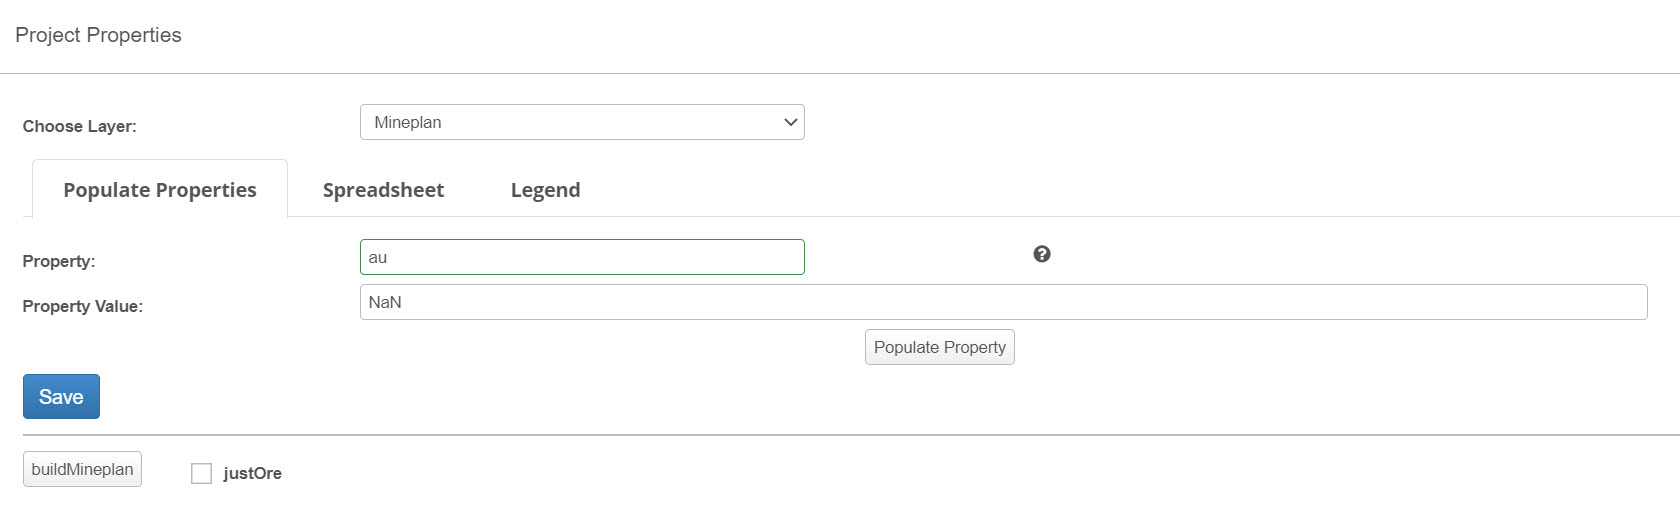 Project Properties
Choose Layer: Mineplan
Populate Properties Spreadsheet Legend
Property: au ?
Property Value: NaN
Populate Property
Save
buildMineplan justOre